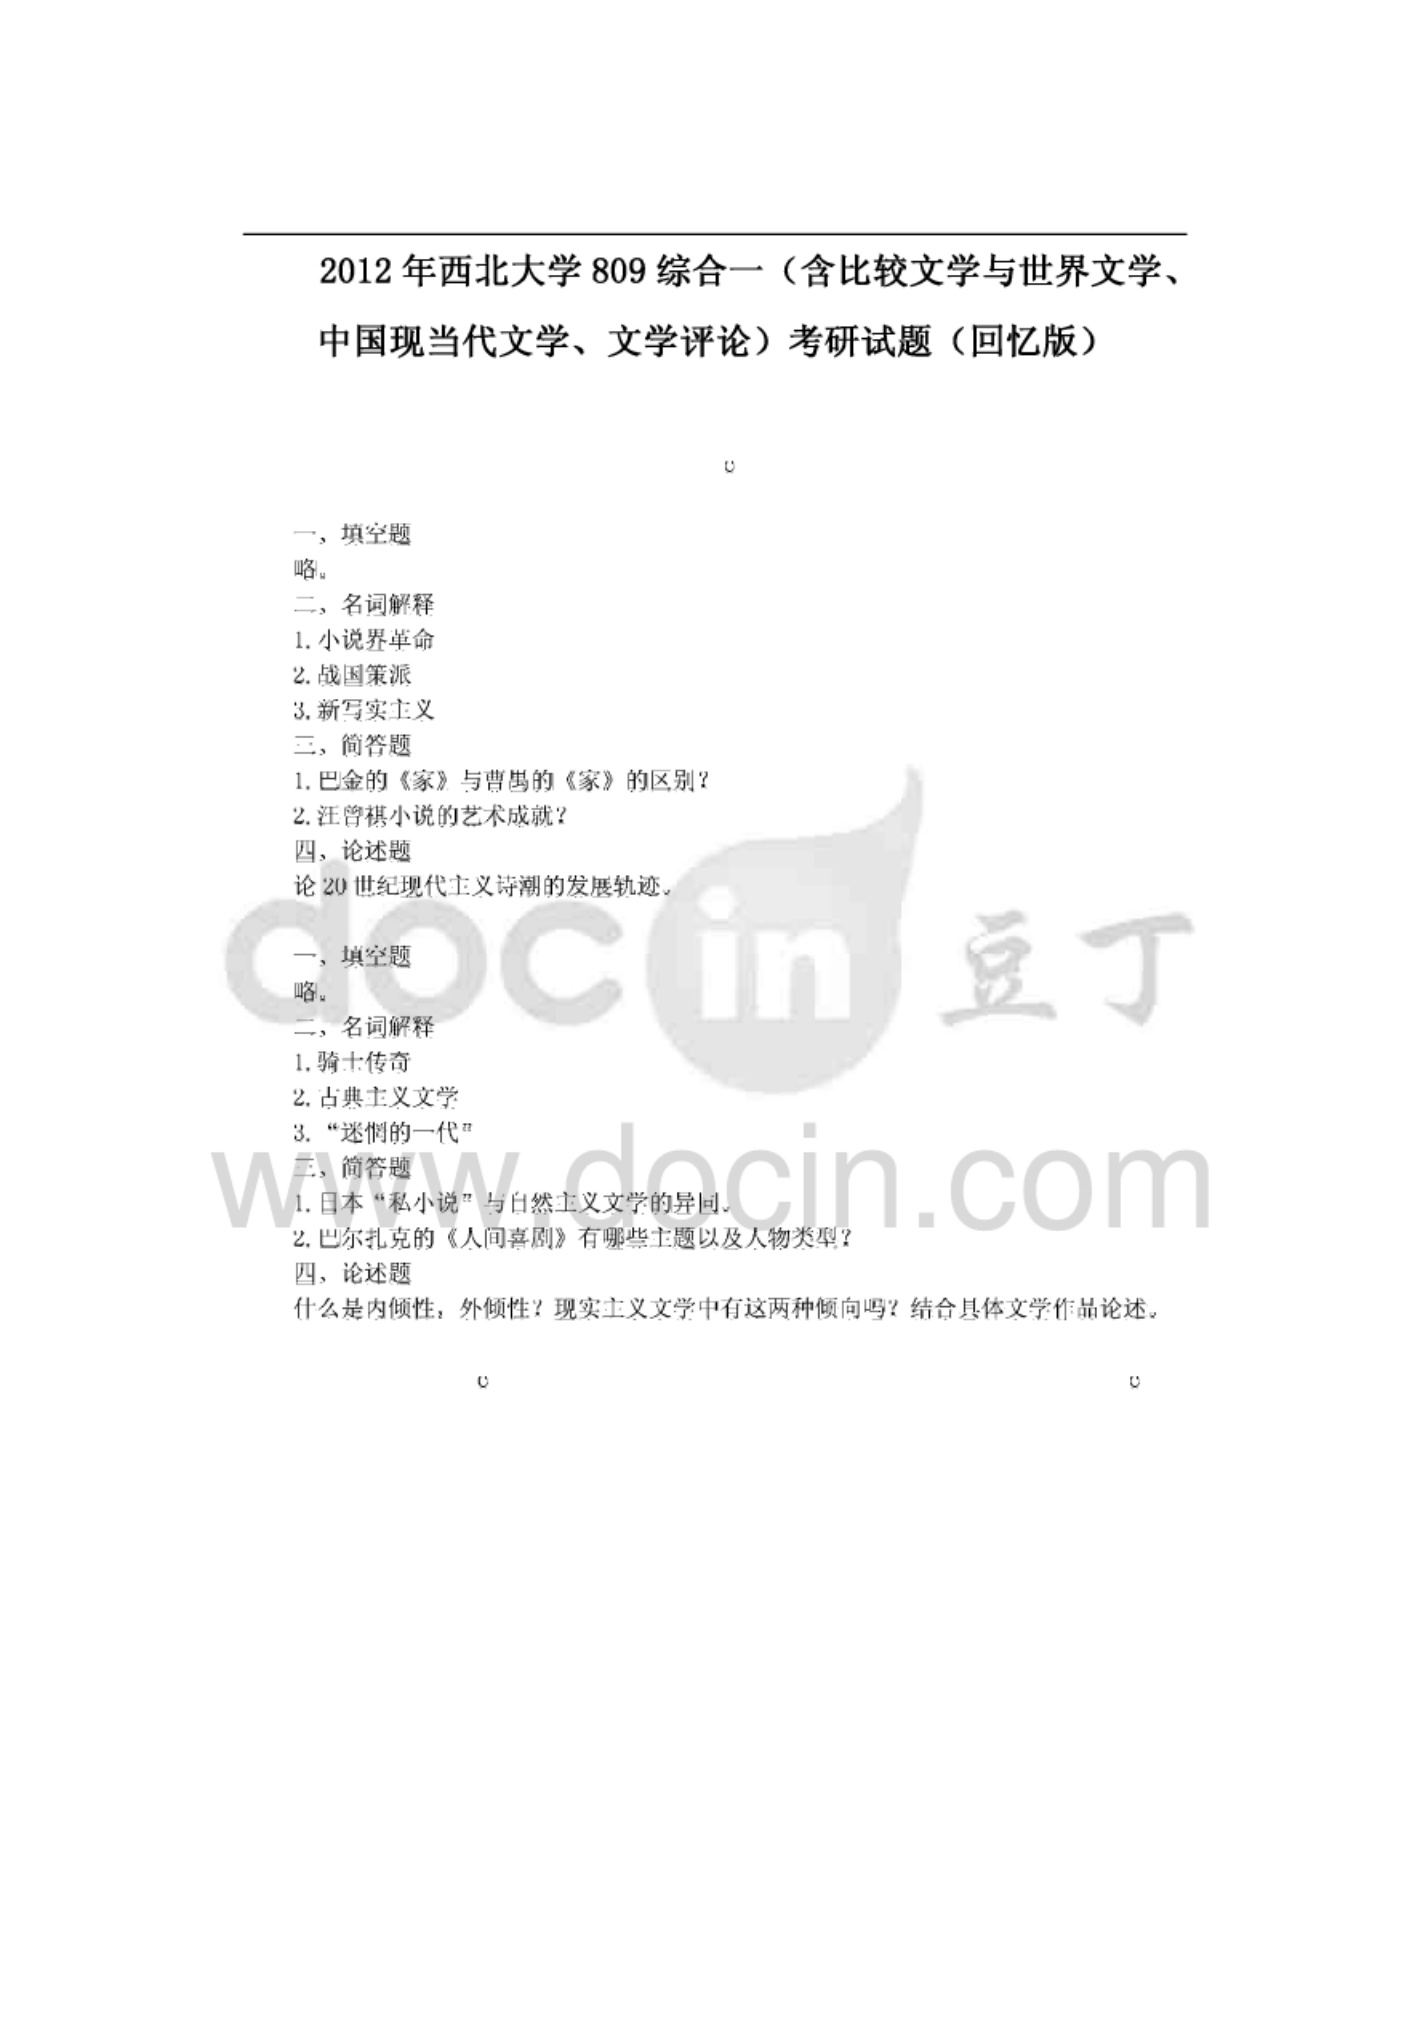 2012 年西北大学 809 综合一（含比较文学与世界文学、
中国现当代文学、文学评论）考研试题（回忆版）
一，填空题
略。
二，名词解释
1.小说界革命
2.战国策派
3.新写实主义
三，简答题
1.巴金的《家》与曹禺的《家》的区别？
2.汪曾祺小说的艺术成就？
四，论述题
论 20 世纪现代主义诗潮的发展轨迹。
docin 豆丁
一，填空题
略。
二，名词解释
1.骑士传奇
2.古典主义文学
3.“迷惘的一代”
www.docin.com
三，简答题
1.日本“私小说”与自然主义文学的异同。
2.巴尔扎克的《人间喜剧》有哪些主题以及人物类型？
四，论述题
什么是内倾性，外倾性？现实主义文学中有这两种倾向吗？结合具体文学作品论述。